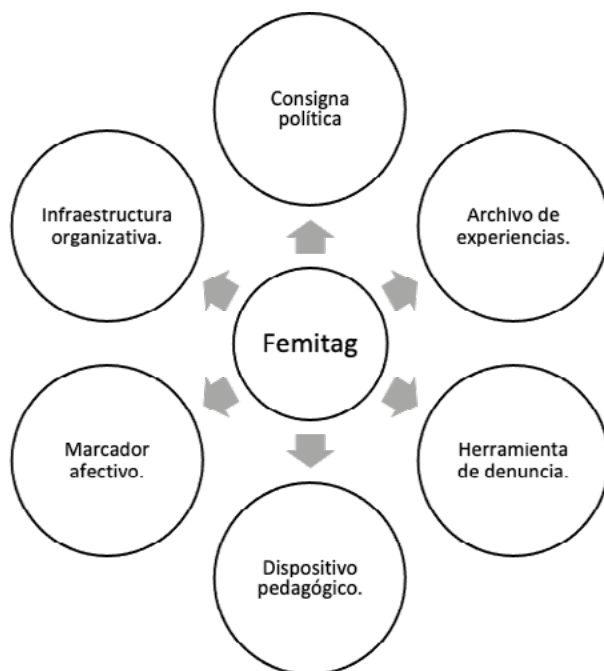 Consigna
política
Infraestructura
organizativa.
Archivo de
experiencias.
Femitag
Marcador
afectivo.
Herramienta
de denuncia.
Dispositivo
pedagógico.